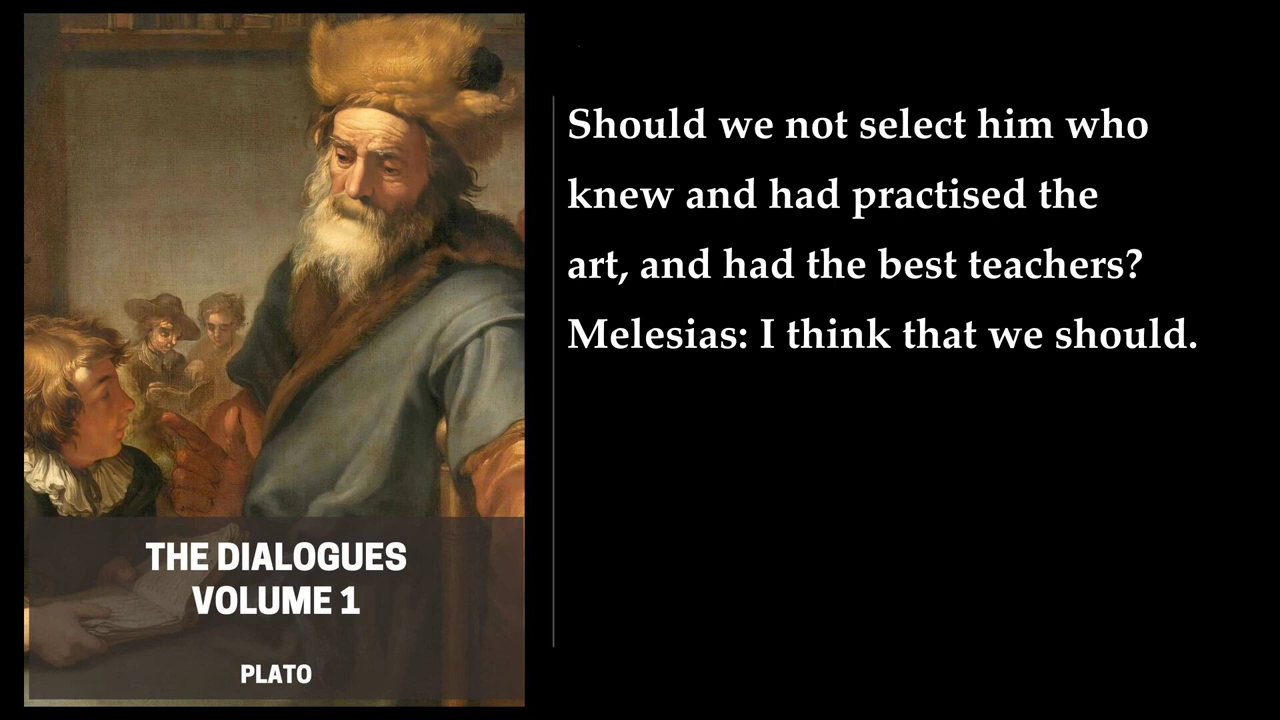 Should we not select him who
knew and had practised the
art, and had the best teachers?
Melesias: I think that we should.
THE DIALOGUES
VOLUME 1
PLATO